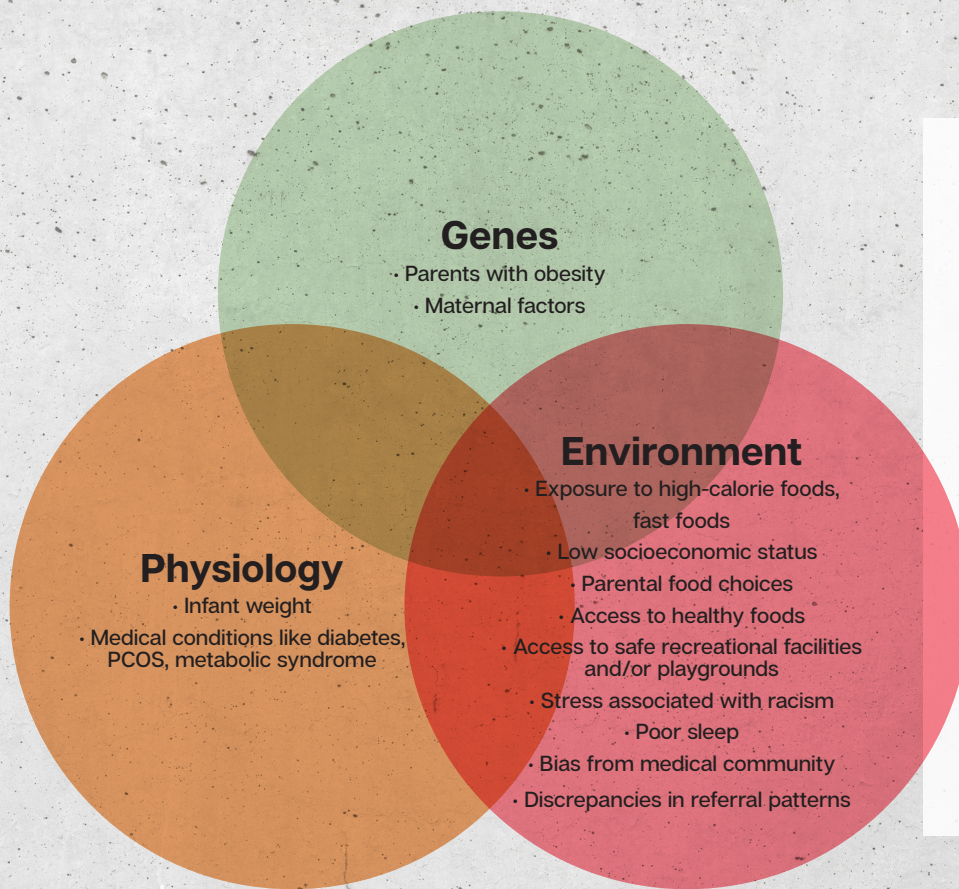 Genes
· Parents with obesity
· Maternal factors
Physiology
· Infant weight
· Medical conditions like diabetes,
PCOS, metabolic syndrome
Environment
· Exposure to high-calorie foods,
fast foods
· Low socioeconomic status
· Parental food choices
· Access to healthy foods
· Access to safe recreational facilities
and/or playgrounds
· Stress associated with racism
· Poor sleep
· Bias from medical community
· Discrepancies in referral patterns